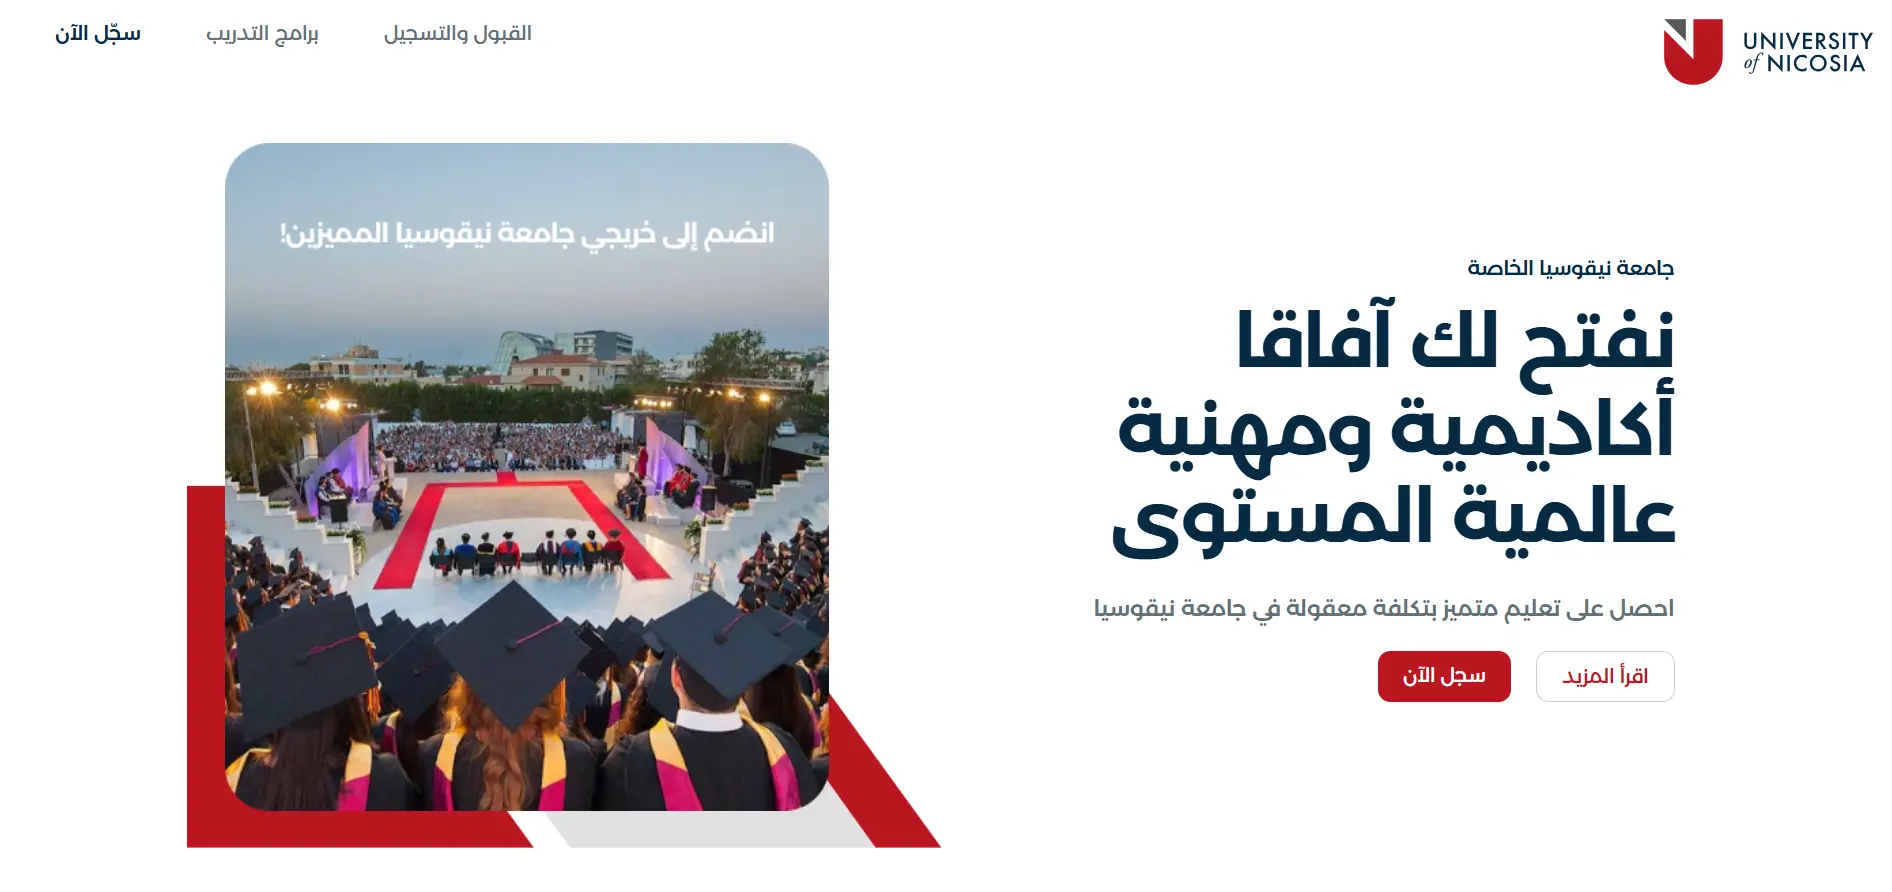 UNIVERSITY
of NICOSIA
القبول والتسجيل
برامج التدريب
سجّل الآن
جامعة نيقوسيا الخاصة
نفتح لك آفاقا
أكاديمية ومهنية
عالمية المستوى
احصل على تعليم متميز بتكلفة معقولة في جامعة نيقوسيا
اقرأ المزيد
سجل الآن
انضم إلى خريجي جامعة نيقوسيا المميزين!